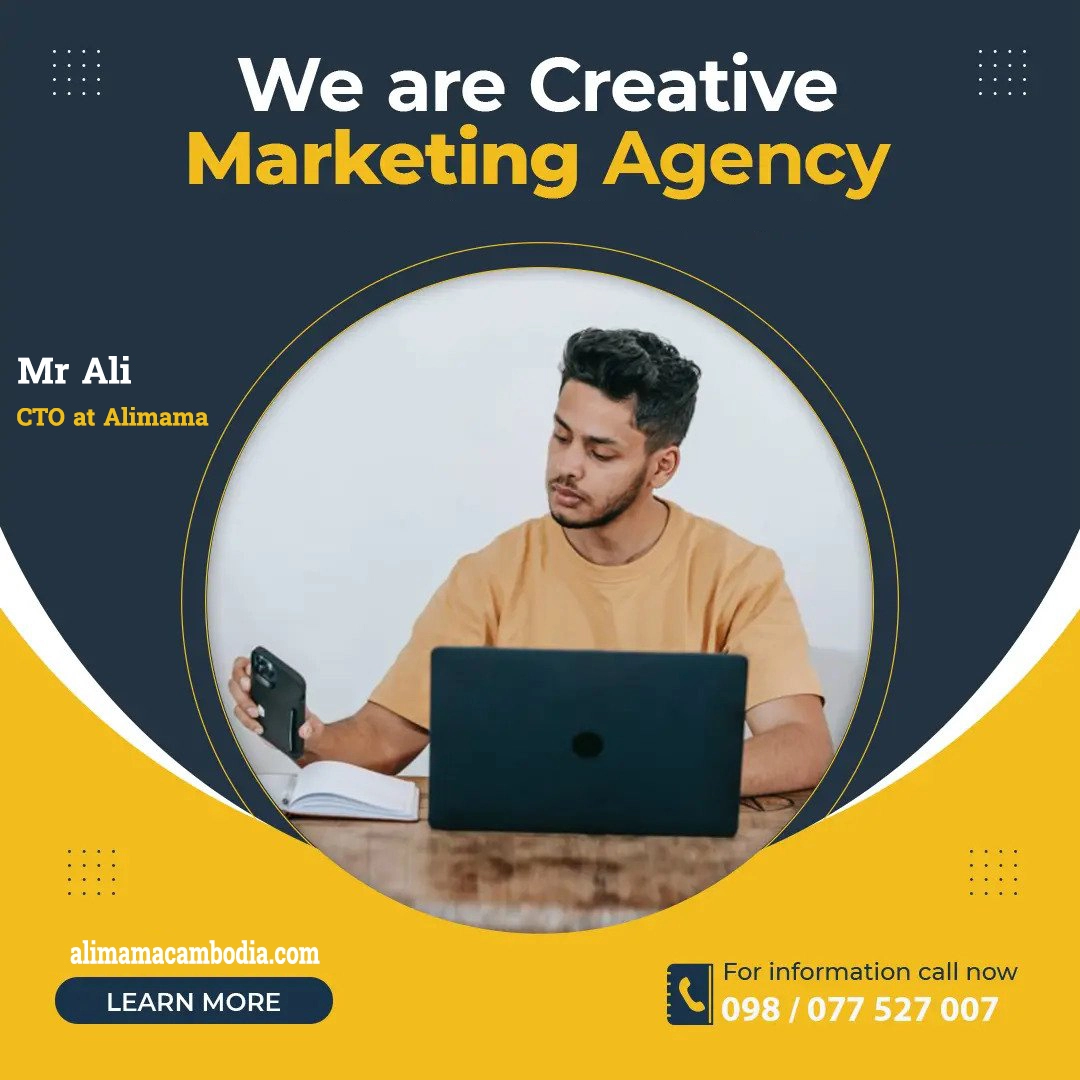 We are Creative
Marketing Agency
Mr Ali
CTO at Alimama
alimamacambodia.com
LEARN MORE
For information call now
098 / 077 527 007